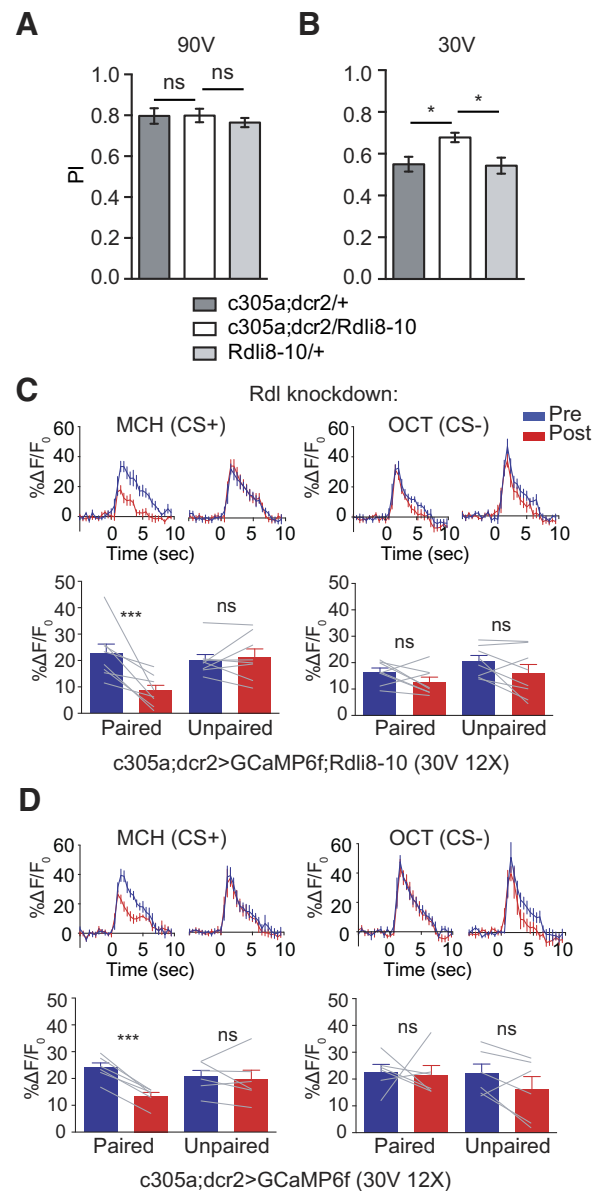 A
90V
ns
ns
PI
1.0
0.8
0.6
0.4
0.2
0.0
B
30V
*
*
1.0
0.8
0.6
0.4
0.2
0.0
c305a;dcr2/+
c305a;dcr2/Rdli8-10
Rdli8-10/+
C
Rdl knockdown:
MCH (CS+)
OCT (CS-)
Pre
Post
%ΔF/F0
60
40
20
0
0 5 10
0 5 10
Time (sec)
%ΔF/F0
60
40
20
0
0 5 10
0 5 10
Time (sec)
%ΔF/F0
50
40
30
20
10
0
***
ns
Paired
Unpaired
%ΔF/F0
50
40
30
20
10
0
ns
ns
Paired
Unpaired
c305a;dcr2>GCaMP6f;Rdli8-10 (30V 12X)
D
MCH (CS+)
OCT (CS-)
%ΔF/F0
60
40
20
0
0 5 10
0 5 10
Time (sec)
%ΔF/F0
60
40
20
0
0 5 10
0 5 10
Time (sec)
%ΔF/F0
50
40
30
20
10
0
***
ns
Paired
Unpaired
%ΔF/F0
50
40
30
20
10
0
ns
ns
Paired
Unpaired
c305a;dcr2>GCaMP6f (30V 12X)